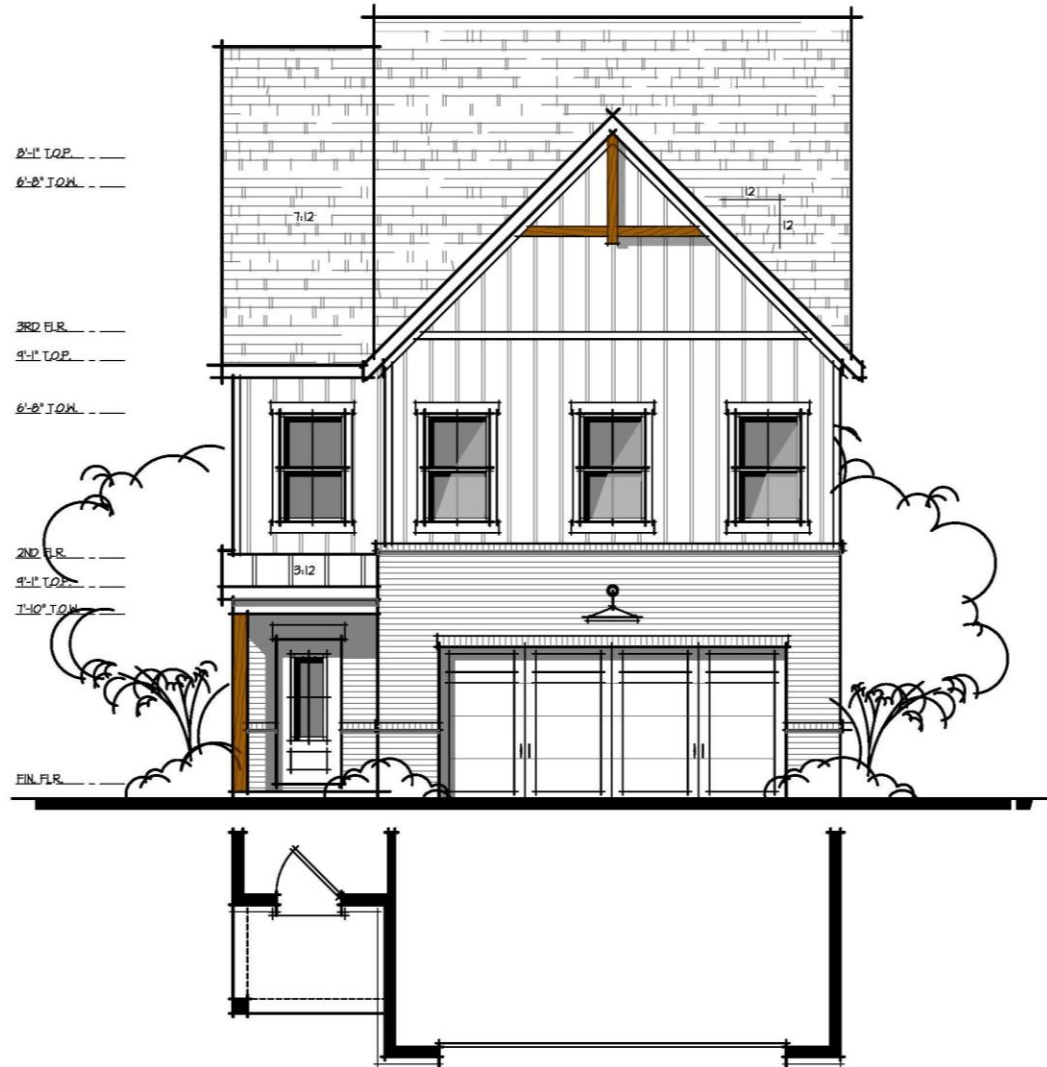 8'-1" T.O.P.
6'-8" T.O.W.
7:12
12
12
3RD FLR.
9'-1" T.O.P.
6'-8" T.O.W.
2ND FLR.
3:12
9'-1" T.O.P.
7'-10" T.O.W.
FIN. FLR.